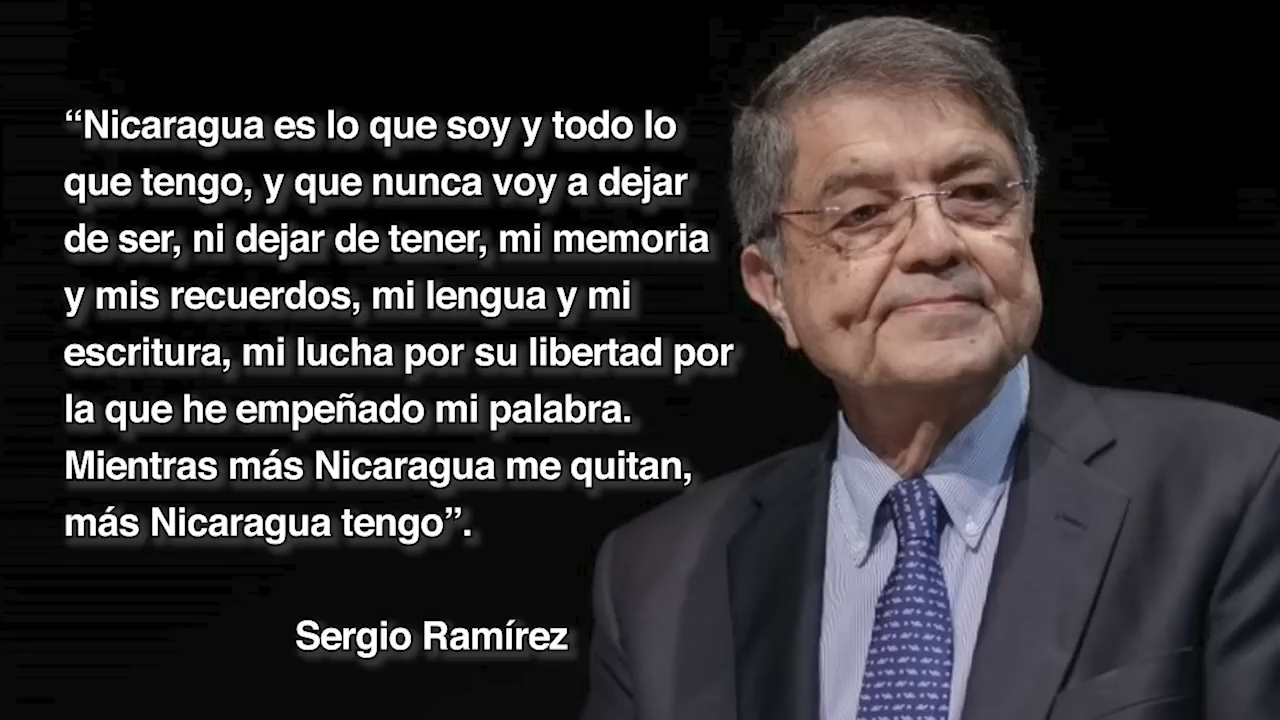 “Nicaragua es lo que soy y todo lo
que tengo, y que nunca voy a dejar
de ser, ni dejar de tener, mi memoria
y mis recuerdos, mi lengua y mi
escritura, mi lucha por su libertad por
la que he empeñado mi palabra.
Mientras más Nicaragua me quitan,
más Nicaragua tengo”.
Sergio Ramírez